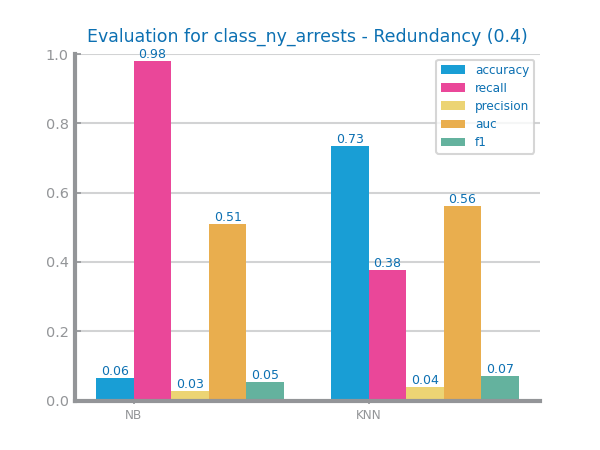 Evaluation for class_ny_arrests - Redundancy (0.4)
1.0
0.8
0.6
0.4
0.2
0.0
0.06
0.98
0.03
0.51
0.05
0.73
0.38
0.04
0.56
0.07
NB
KNN
accuracy
recall
precision
auc
f1